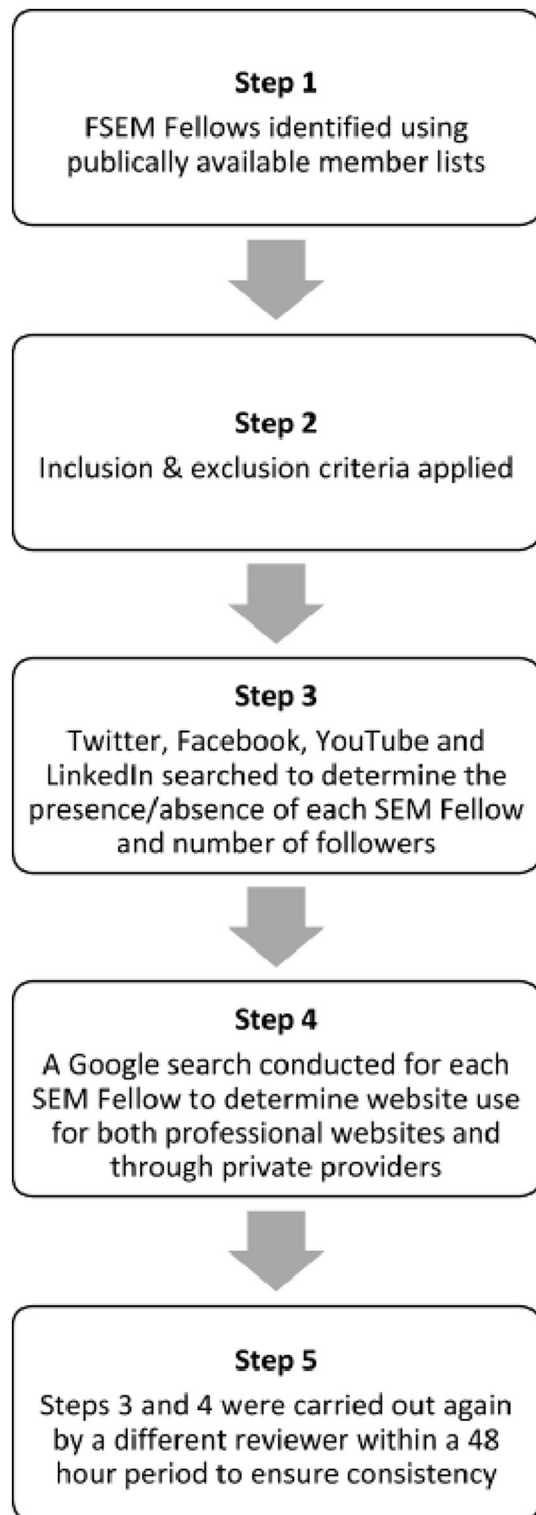 Step 1
FSEM Fellows identified using
publically available member lists
Step 2
Inclusion & exclusion criteria applied
Step 3
Twitter, Facebook, YouTube and
LinkedIn searched to determine the
presence/absence of each SEM Fellow
and number of followers
Step 4
A Google search conducted for each
SEM Fellow to determine website use
for both professional websites and
through private providers
Step 5
Steps 3 and 4 were carried out again
by a different reviewer within a 48
hour period to ensure consistency